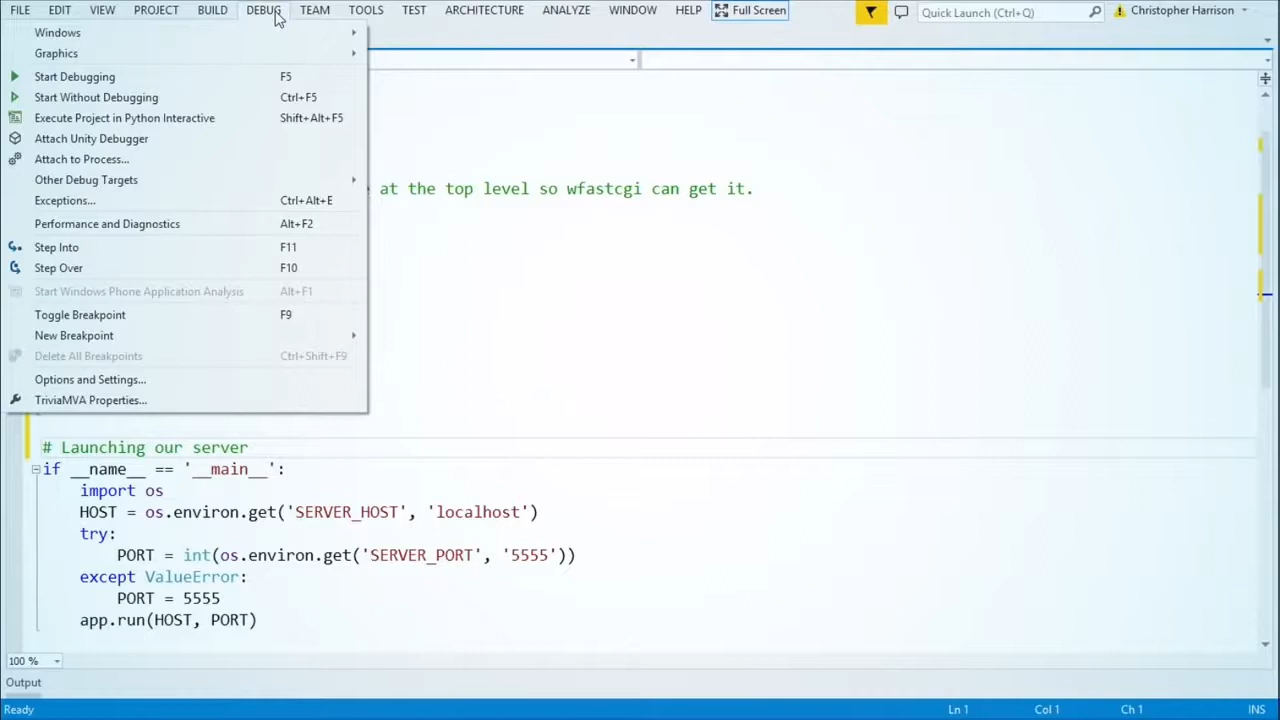 FILE EDIT VIEW PROJECT BUILD DEBUG TEAM TOOLS TEST ARCHITECTURE ANALYZE WINDOW HELP Full Screen Quick Launch (Ctrl+Q) Christopher Harrison
Windows
Graphics
Start Debugging F5
Start Without Debugging Ctrl+F5
Execute Project in Python Interactive Shift+Alt+F5
Attach Unity Debugger
Attach to Process...
Other Debug Targets
at the top level so wfastcgi can get it.
Exceptions... Ctrl+Alt+E
Performance and Diagnostics Alt+F2
Step Into F11
Step Over F10
Start Windows Phone Application Analysis Alt+F1
Toggle Breakpoint F9
New Breakpoint
Delete All Breakpoints Ctrl+Shift+F9
Options and Settings...
TriviaMVA Properties...
# Launching our server
if __name__ == '__main__':
import os
HOST = os.environ.get('SERVER_HOST', 'localhost')
try:
PORT = int(os.environ.get('SERVER_PORT', '5555'))
except ValueError:
PORT = 5555
app.run(HOST, PORT)
100 %
Output
Ready Ln 1 Col 1 Ch 1 INS